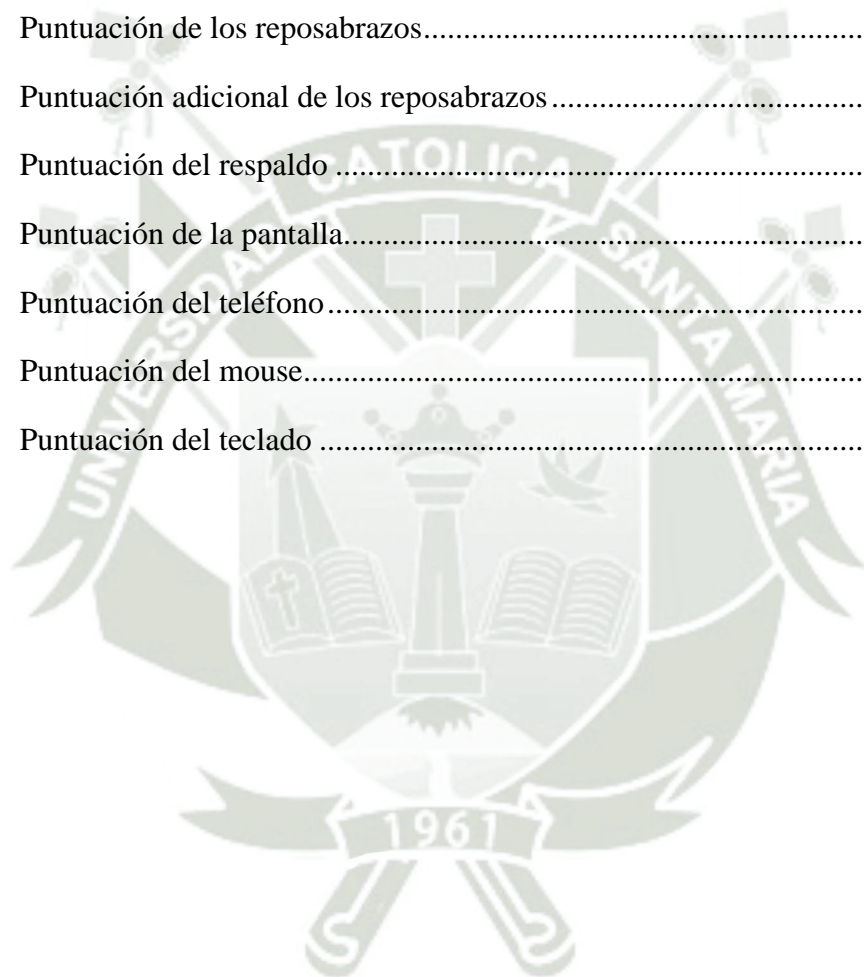 Puntuación de los reposabrazos..............................................................
Puntuación adicional de los reposabrazos.............................................
Puntuación del respaldo.........................................................................
Puntuación de la pantalla.......................................................................
Puntuación del teléfono..........................................................................
Puntuación del mouse.............................................................................
Puntuación del teclado...........................................................................
UNIVERSIDAD CATOLICA SANTA MARIA
1961